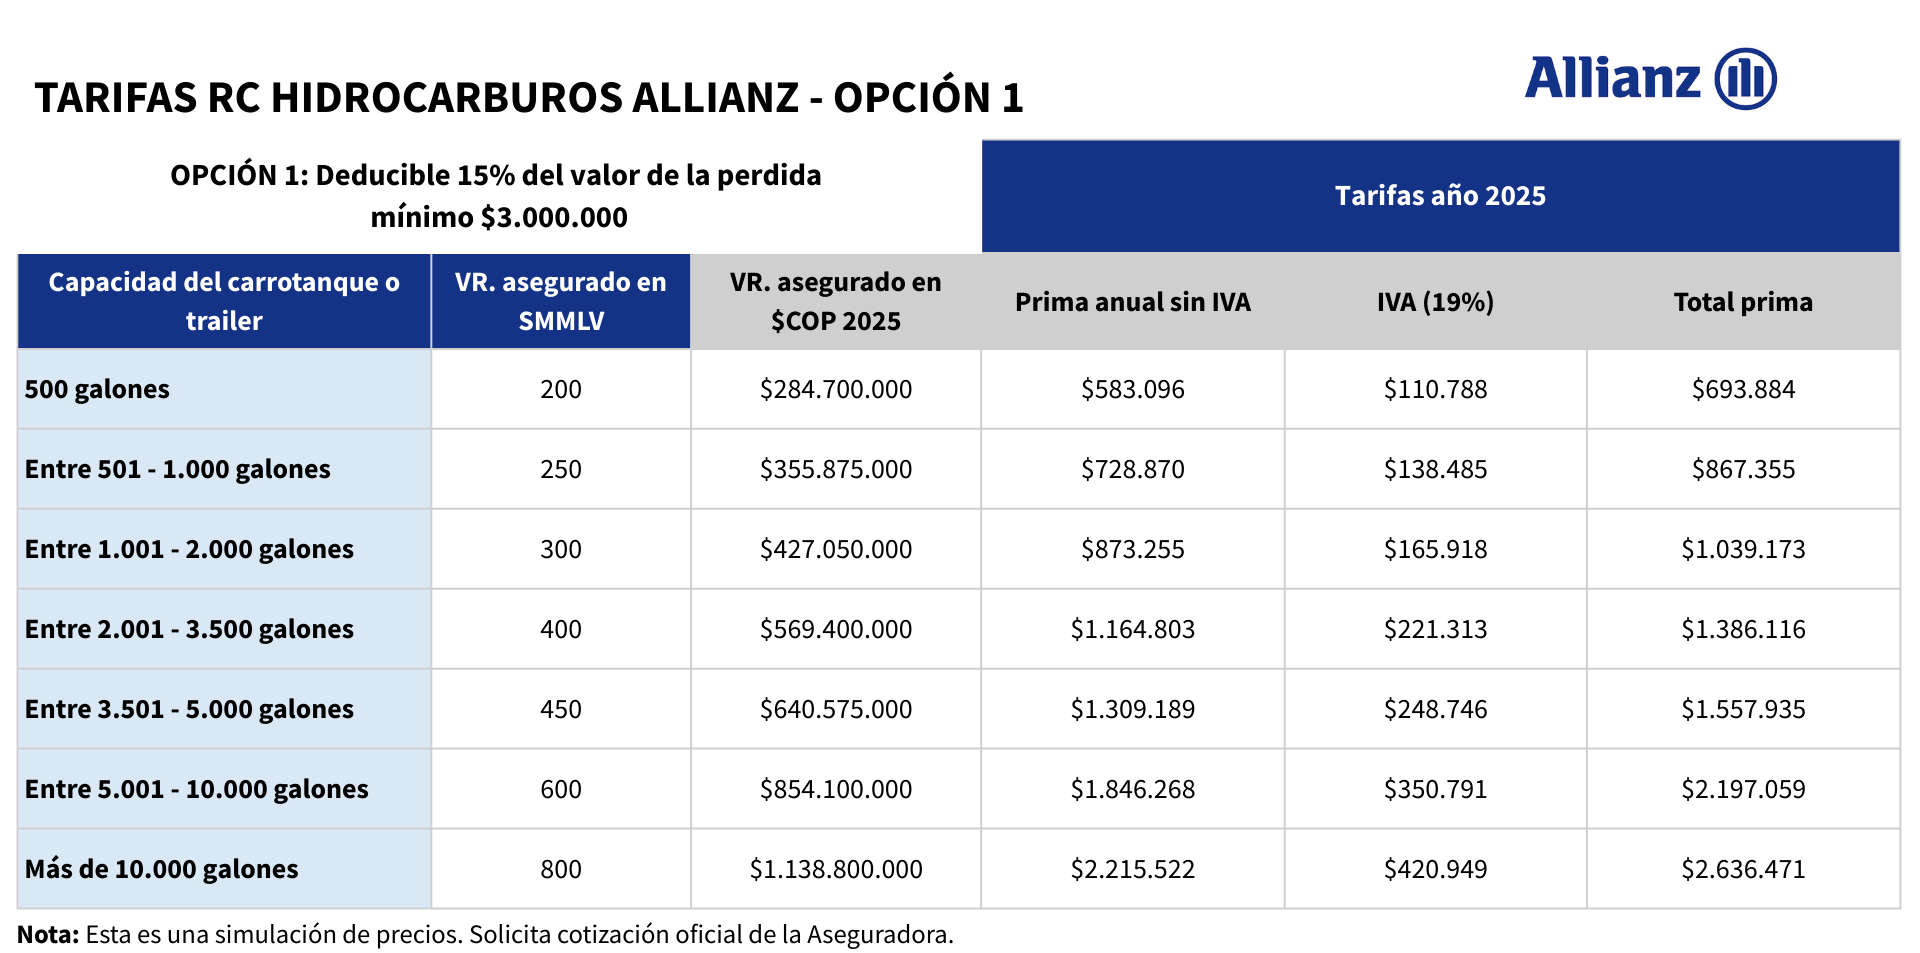 Allianz
TARIFAS RC HIDROCARBUROS ALLIANZ - OPCIÓN 1
OPCIÓN 1: Deducible 15% del valor de la perdida
mínimo $3.000.000
Tarifas año 2025
Capacidad del carrotanque o
trailer
VR. asegurado en
SMMLV
VR. asegurado en
$COP 2025
Prima anual sin IVA
IVA (19%)
Total prima
500 galones 200 $284.700.000 $583.096 $110.788 $693.884
Entre 501 - 1.000 galones 250 $355.875.000 $728.870 $138.485 $867.355
Entre 1.001 - 2.000 galones 300 $427.050.000 $873.255 $165.918 $1.039.173
Entre 2.001 - 3.500 galones 400 $569.400.000 $1.164.803 $221.313 $1.386.116
Entre 3.501 - 5.000 galones 450 $640.575.000 $1.309.189 $248.746 $1.557.935
Entre 5.001 - 10.000 galones 600 $854.100.000 $1.846.268 $350.791 $2.197.059
Más de 10.000 galones 800 $1.138.800.000 $2.215.522 $420.949 $2.636.471
Nota: Esta es una simulación de precios. Solicita cotización oficial de la Aseguradora.